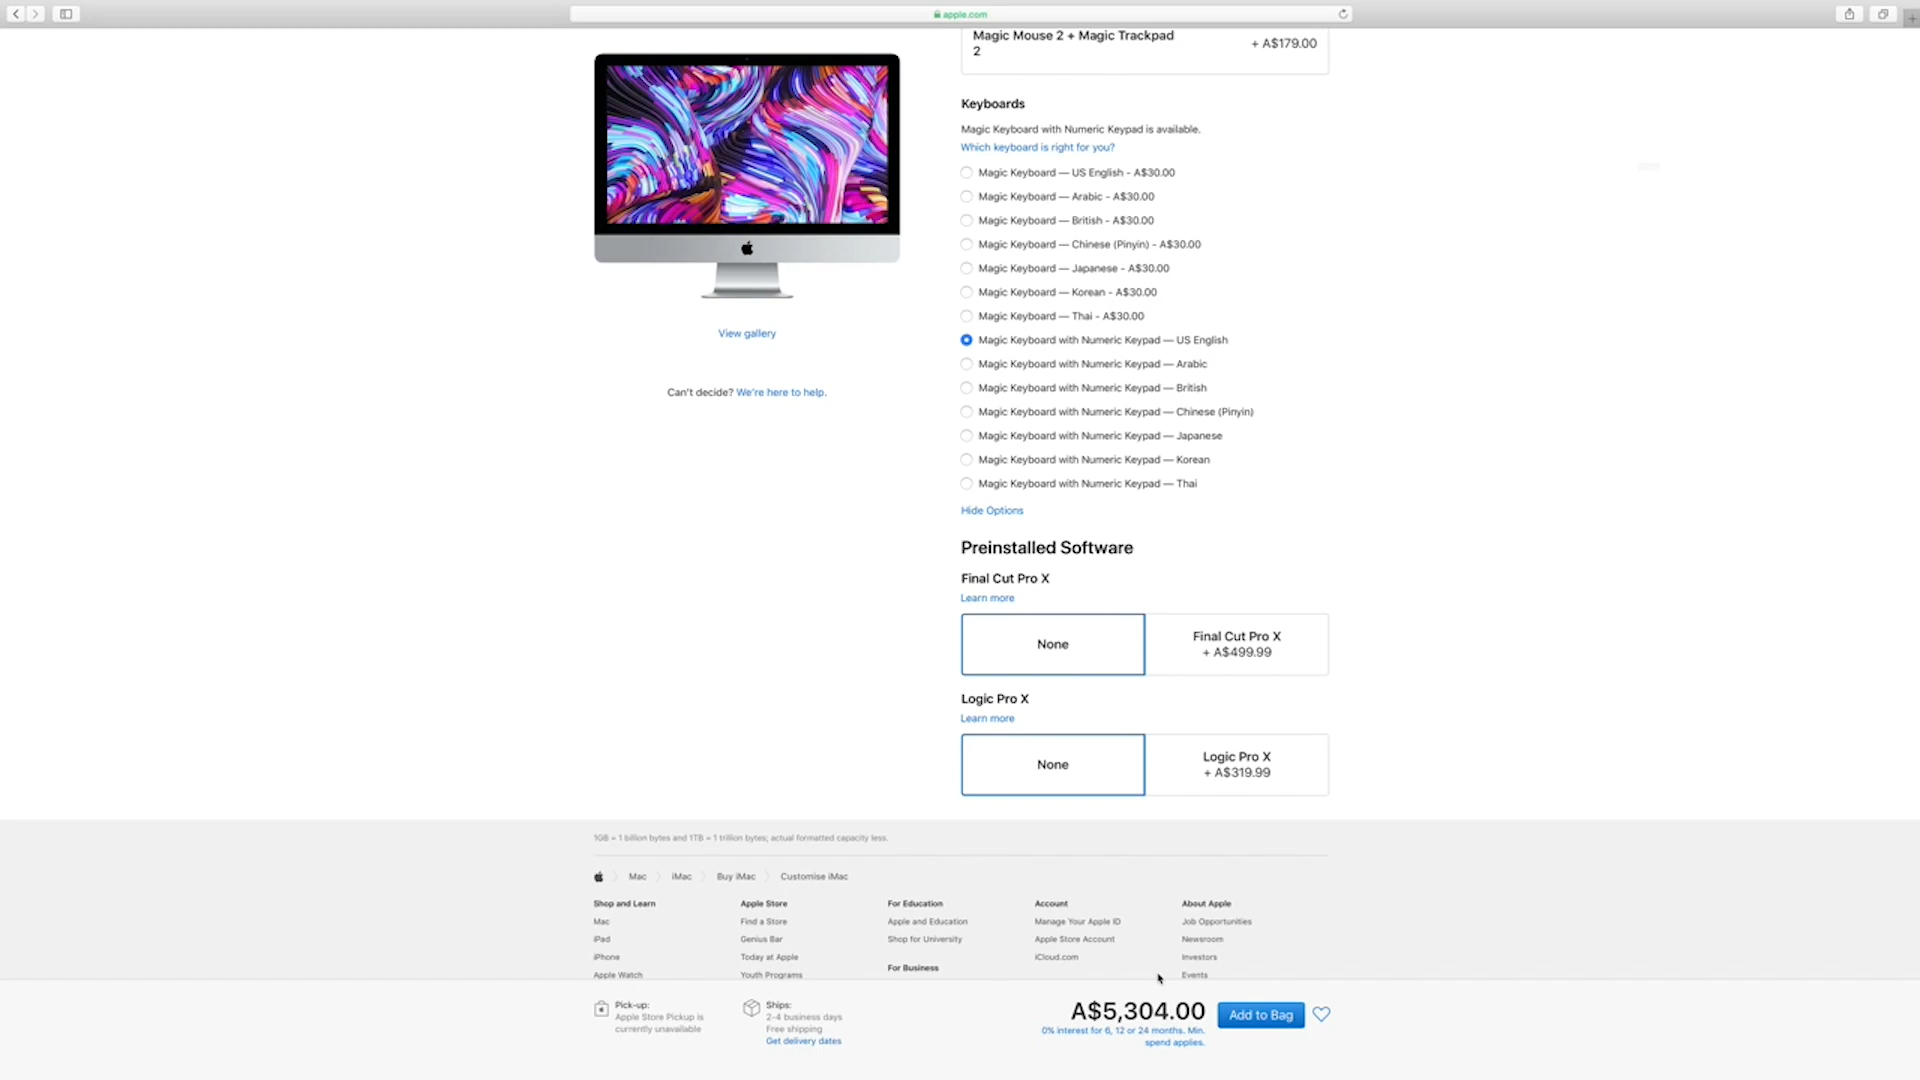 apple.com
Magic Mouse 2 + Magic Trackpad
2
+ A$179.00
Keyboards
Magic Keyboard with Numeric Keypad is available.
Which keyboard is right for you?
Magic Keyboard — US English - A$30.00
Magic Keyboard — Arabic - A$30.00
Magic Keyboard — British - A$30.00
Magic Keyboard — Chinese (Pinyin) - A$30.00
Magic Keyboard — Japanese - A$30.00
Magic Keyboard — Korean - A$30.00
Magic Keyboard — Thai - A$30.00
Magic Keyboard with Numeric Keypad — US English
Magic Keyboard with Numeric Keypad — Arabic
Magic Keyboard with Numeric Keypad — British
Magic Keyboard with Numeric Keypad — Chinese (Pinyin)
Magic Keyboard with Numeric Keypad — Japanese
Magic Keyboard with Numeric Keypad — Korean
Magic Keyboard with Numeric Keypad — Thai
Hide Options
View gallery
Can't decide? We're here to help.
Preinstalled Software
Final Cut Pro X
Learn more
None
Final Cut Pro X
+ A$499.99
Logic Pro X
Learn more
None
Logic Pro X
+ A$319.99
1GB = 1 billion bytes and 1TB = 1 trillion bytes; actual formatted capacity less.
Mac
iMac
Buy iMac
Customise iMac
Shop and Learn
Mac
iPad
iPhone
Apple Watch
Apple Store
Find a Store
Genius Bar
Today at Apple
Youth Programs
For Education
Apple and Education
Shop for University
For Business
Account
Manage Your Apple ID
Apple Store Account
iCloud.com
About Apple
Job Opportunities
Newsroom
Investors
Events
Pick-up:
Apple Store Pickup is
currently unavailable
Ships:
2-4 business days
Free shipping
Get delivery dates
A$5,304.00
0% interest for 6, 12 or 24 months. Min.
spend applies.
Add to Bag